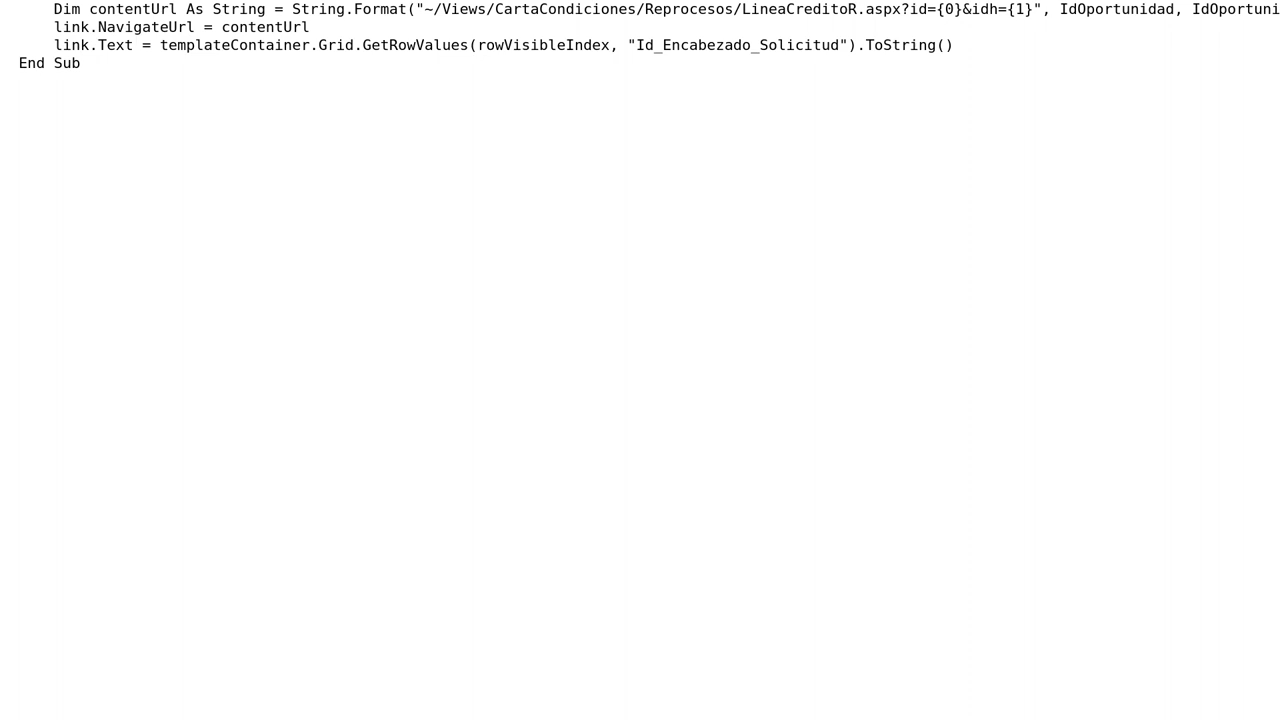 Dim contentUrl As String = String.Format("~/Views/CartaCondiciones/Reprocesos/LineaCreditoR.aspx?id={0}&idh={1}", IdOportunidad, IdOportuni
link.NavigateUrl = contentUrl
link.Text = templateContainer.Grid.GetRowValues(rowVisibleIndex, "Id_Encabezado_Solicitud").ToString()
End Sub